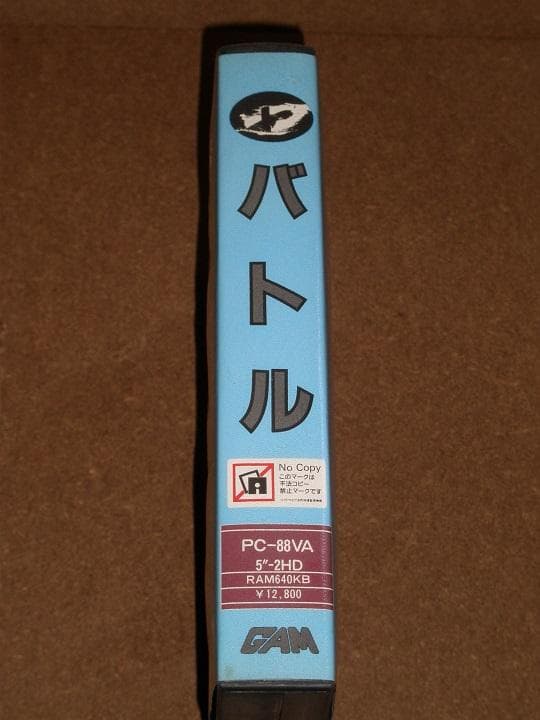 バトル
No Copy
このマークは
不法コピー
禁止マークです
PC-88VA
5"-2HD
RAM640KB
￥12,800
GAM